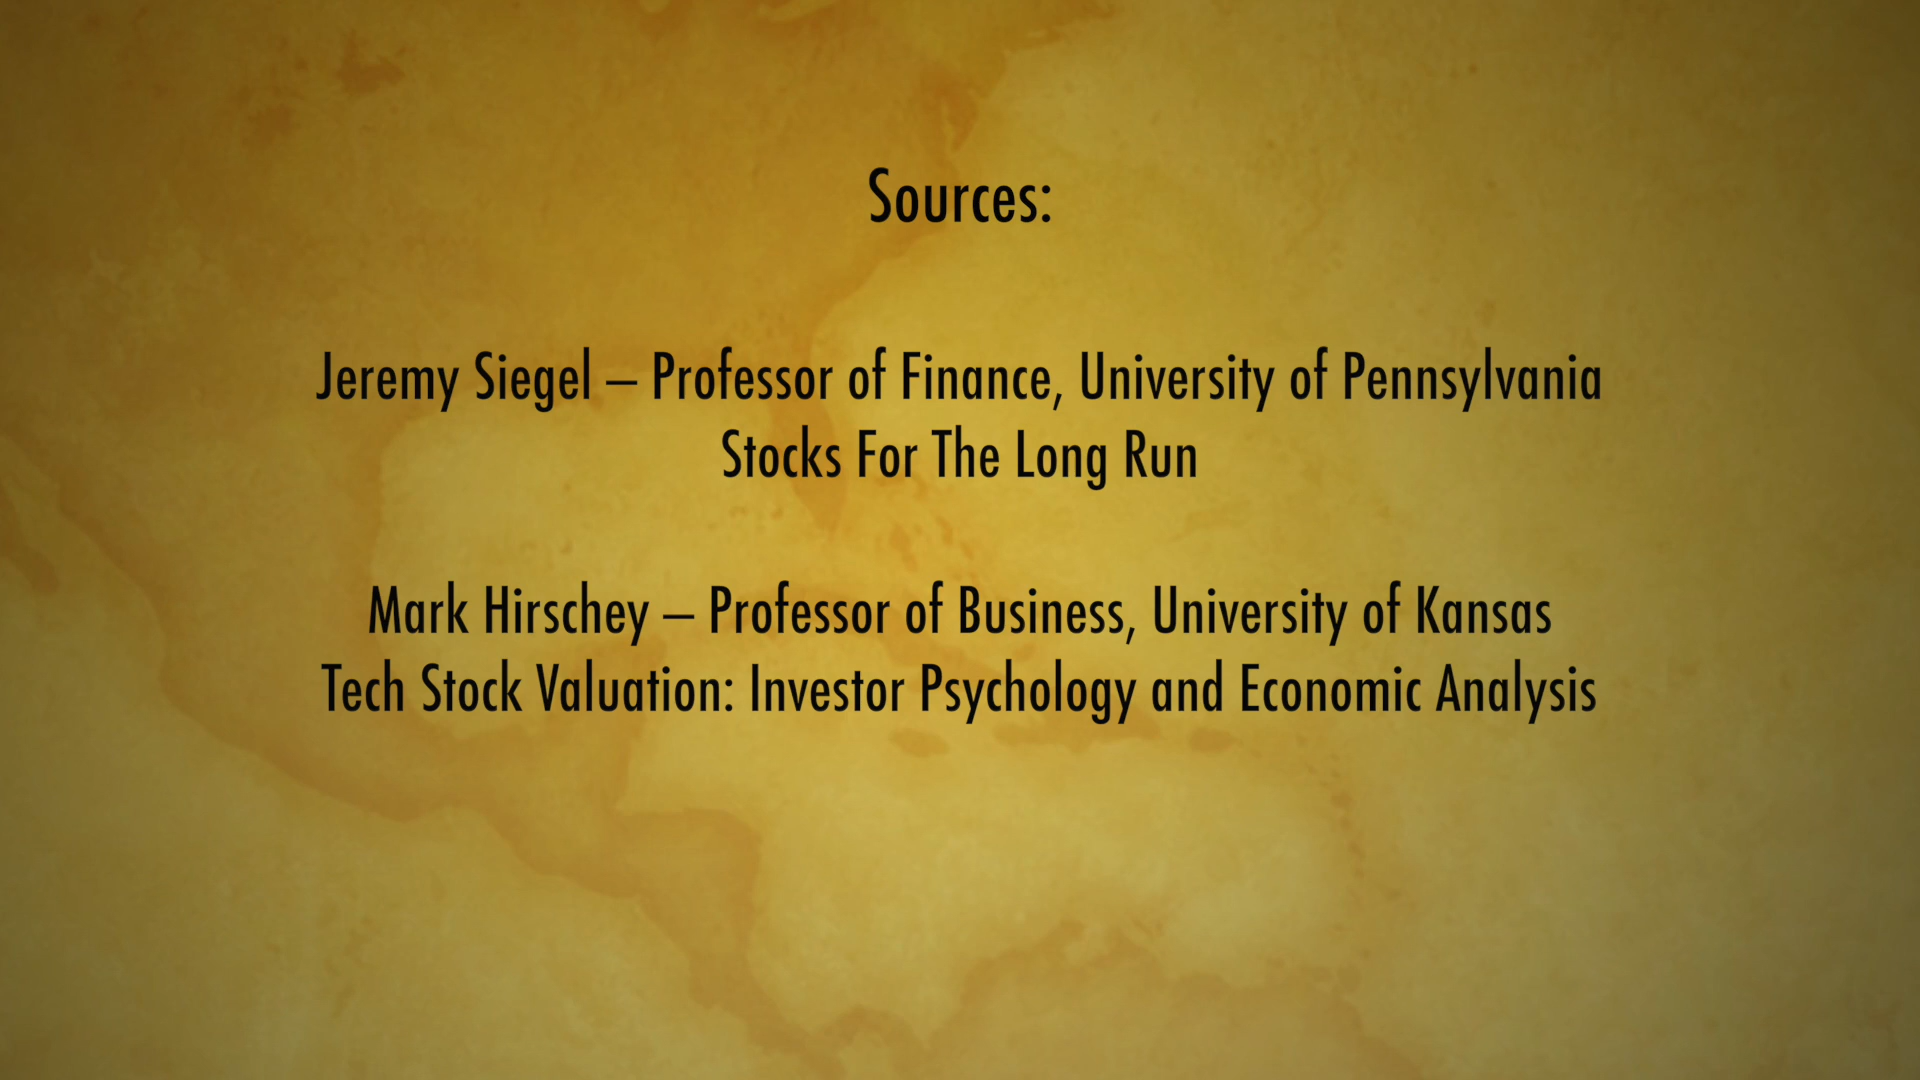 Sources:
Jeremy Siegel – Professor of Finance, University of Pennsylvania
Stocks For The Long Run
Mark Hirschey – Professor of Business, University of Kansas
Tech Stock Valuation: Investor Psychology and Economic Analysis